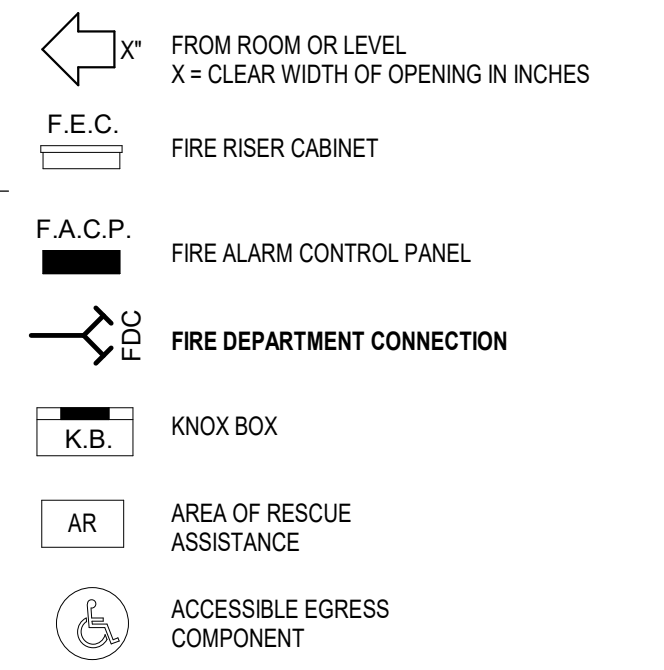 X" FROM ROOM OR LEVEL
X = CLEAR WIDTH OF OPENING IN INCHES
F.E.C.
FIRE RISER CABINET
F.A.C.P.
FIRE ALARM CONTROL PANEL
FDC
FIRE DEPARTMENT CONNECTION
K.B.
KNOX BOX
AR
AREA OF RESCUE
ASSISTANCE
ACCESSIBLE EGRESS
COMPONENT